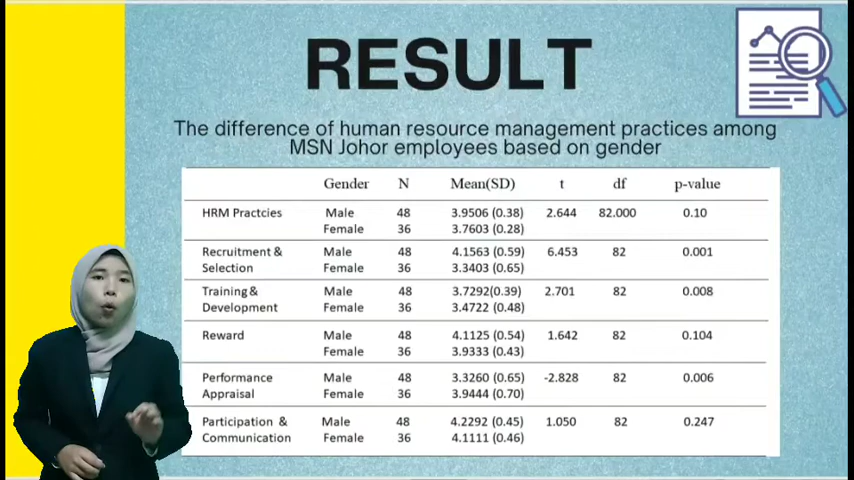 RESULT
The difference of human resource management practices among
MSN Johor employees based on gender
Gender N Mean(SD) t df p-value
HRM Practcies Male 48 3.9506 (0.38) 2.644 82.000 0.10
Female 36 3.7603 (0.28)
Recruitment & Male 48 4.1563 (0.59) 6.453 82 0.001
Selection Female 36 3.3403 (0.65)
Training & Male 48 3.7292(0.39) 2.701 82 0.008
Development Female 36 3.4722 (0.48)
Reward Male 48 4.1125 (0.54) 1.642 82 0.104
Female 36 3.9333 (0.43)
Performance Male 48 3.3260 (0.65) -2.828 82 0.006
Appraisal Female 36 3.9444 (0.70)
Participation & Male 48 4.2292 (0.45) 1.050 82 0.247
Communication Female 36 4.1111 (0.46)